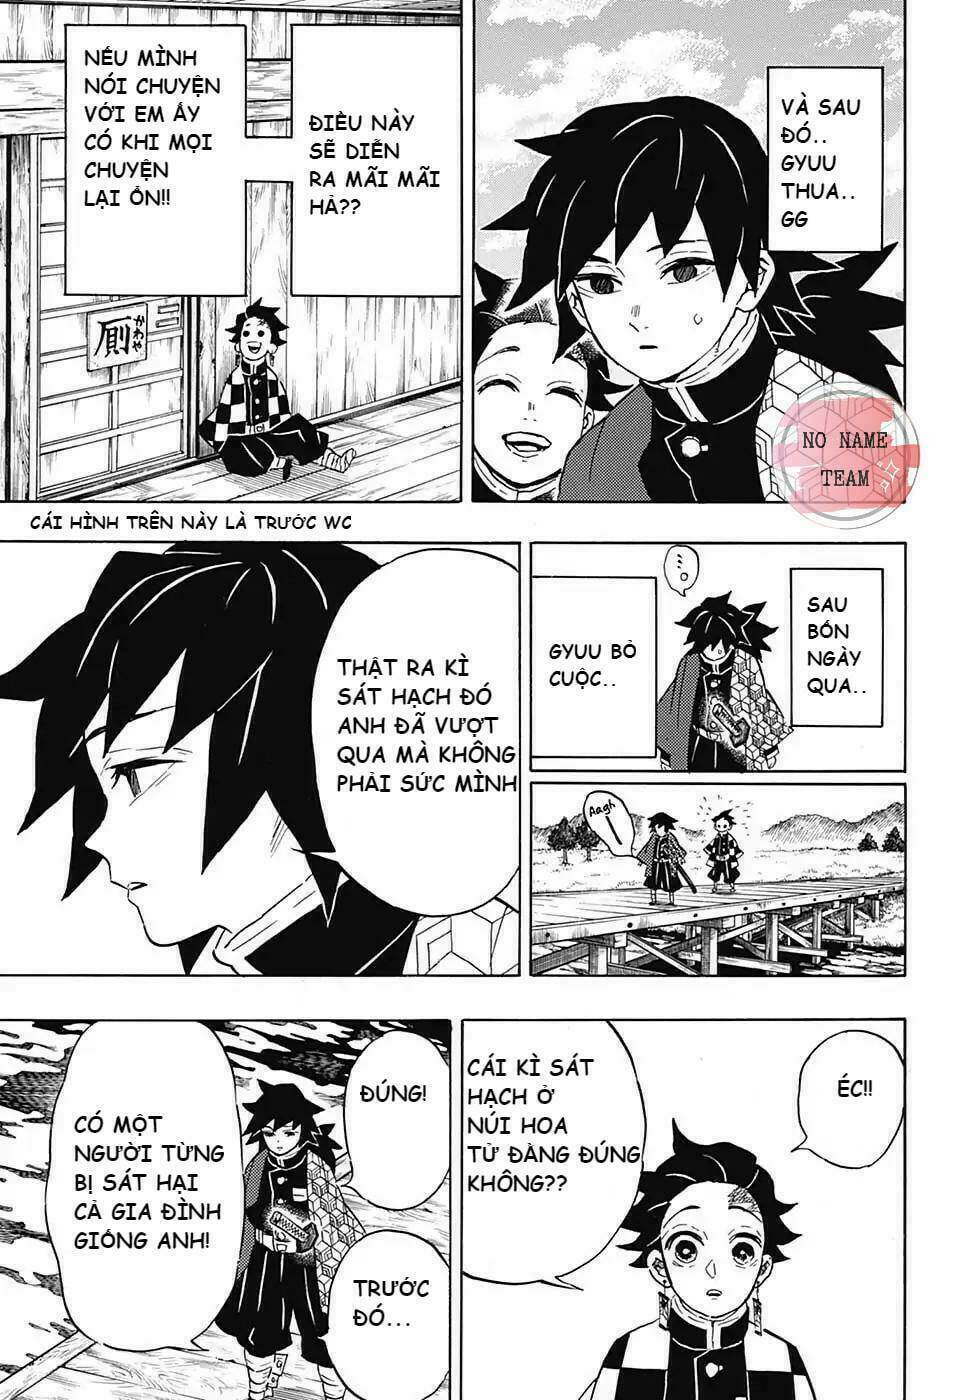 VÀ SAU
ĐÓ..
GYUU
THUA..
GG
ĐIỀU NÀY
SẼ DIỄN
RA MÃI MÃI
HẢ??
NẾU MÌNH
NÓI CHUYỆN
VỚI EM ẤY
CÓ KHI MỌI
CHUYỆN
LẠI ỔN!!
厠
かわや
NO NAME
TEAM
CÁI HÌNH TRÊN NÀY LÀ TRƯỚC WC
SAU
BỐN
NGÀY
QUA..
GYUU BỎ
CUỘC..
Aagh
THẬT RA KÌ
SÁT HẠCH ĐÓ
ANH ĐÃ VƯỢT
QUA MÀ KHÔNG
PHẢI SỨC MÌNH
ÉC!!
CÁI KÌ SÁT
HẠCH Ở
NÚI HOA
TỬ ĐẰNG ĐÚNG
KHÔNG??
ĐÚNG!
TRƯỚC
ĐÓ...
CÓ MỘT
NGƯỜI TỪNG
BỊ SÁT HẠI
CẢ GIA ĐÌNH
GIỐNG ANH!